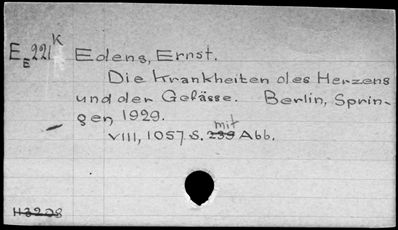 E E 221 K Edens, Ernst.
Die Krankheiten des Herzens
und der Gefässe. Berlin, Sprin-
ger, 1929.
VIII, 1057 S. 239 mit Abb.
H3208